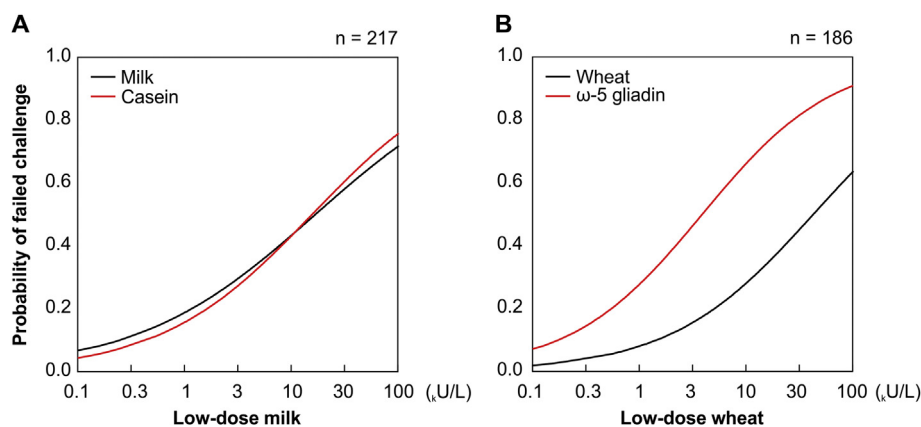 A
n = 217
Probability of failed challenge
1.0
0.8
0.6
0.4
0.2
0.0
Milk
Casein
0.1 0.3 1 3 10 30 100 (kU/L)
Low-dose milk
B
n = 186
1.0
0.8
0.6
0.4
0.2
0.0
Wheat
ω-5 gliadin
0.1 0.3 1 3 10 30 100 (kU/L)
Low-dose wheat